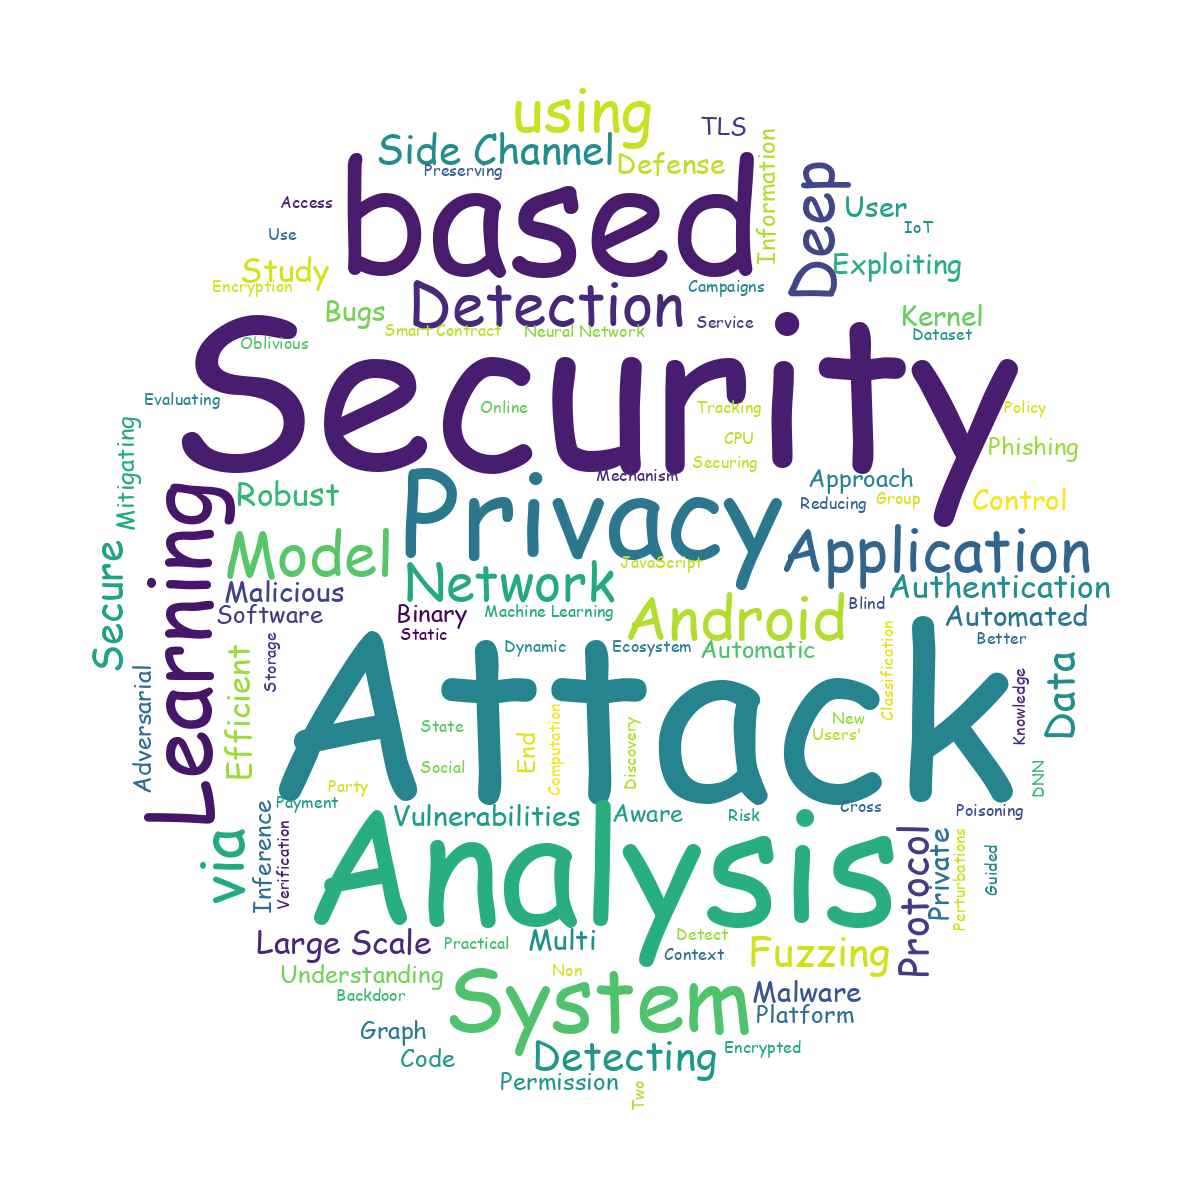 using
TLS
Side Channel
Defense
Information
Preserving
based
Deep
Access
User
Use
IoT
Study
Exploiting
Encryption
Detection
Campaigns
Bugs
Smart Contract
Neural Network
Service
Kernel
Oblivious
Dataset
Security
Evaluating
Online
Tracking
Policy
Mitigating
CPU
Phishing
Securing
Mechanism
Approach
Learning
Robust
Privacy
Reducing
Group
Control
Secure
Model
JavaScript
Application
Network
Authentication
Malicious
Software
Binary
Static
Machine Learning
Android
Blind
Automated
Better
Storage
Dynamic
Ecosystem
Automatic
Classification
Efficient
Adversarial
Attack
Knowledge
Data
State
End
Computation
Discovery
New
Users'
Social
DNN
Party
Payment
Vulnerabilities
Aware
Risk
Cross
Poisoning
via
Inference
Verification
Analysis
Protocol
Private
Perturbations
Guided
Large Scale
Practical
Multi
Detect
Context
Fuzzing
Understanding
Non
Backdoor
System
Malware
Platform
Graph
Code
Detecting
Encrypted
Permission
Two